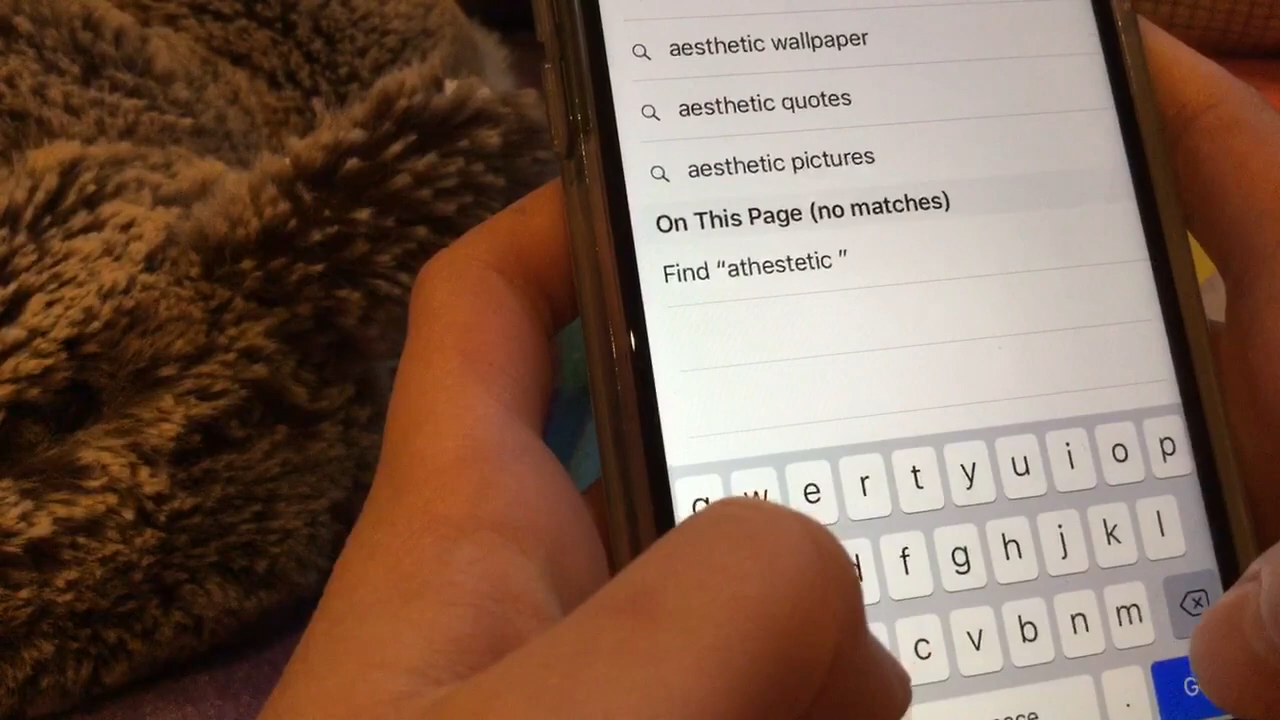 aesthetic wallpaper
aesthetic quotes
aesthetic pictures
On This Page (no matches)
Find “athestetic ”
e r t y u i o p
f g h j k l
c v b n m
.